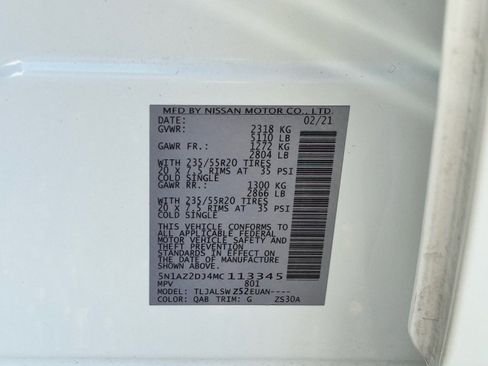 MFD BY NISSAN MOTOR CO., LTD.
DATE: 02/21
GVWR: 2318 KG
5110 LB
GAWR FR.: 1272 KG
2804 LB
WITH 235/55R20 TIRES
20 X 7.5 RIMS AT 35 PSI
COLD SINGLE
GAWR RR.: 1300 KG
2866 LB
WITH 235/55R20 TIRES
20 X 7.5 RIMS AT 35 PSI
COLD SINGLE
THIS VEHICLE CONFORMS TO
ALL APPLICABLE FEDERAL
MOTOR VEHICLE SAFETY AND
THEFT PREVENTION
STANDARDS IN EFFECT ON
THE DATE OF MANUFACTURE
SHOWN ABOVE.
5N1AZ2DJ4MC 113345
MPV 801
MODEL: TLJALSW Z52EUAN----
COLOR: QAB TRIM: G ZS30A